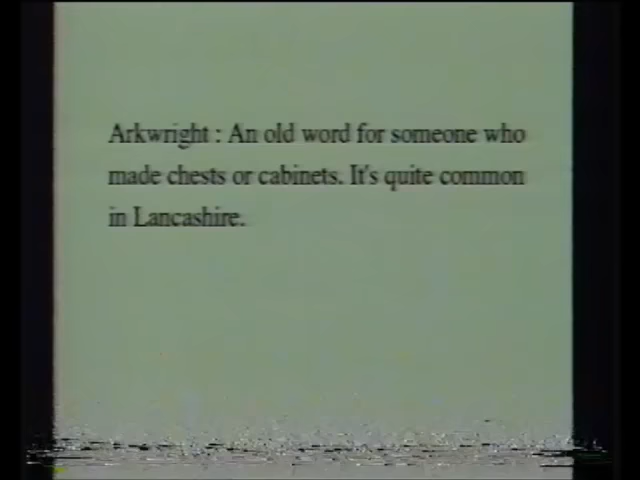 Arkwright : An old word for someone who
made chests or cabinets. It's quite common
in Lancashire.